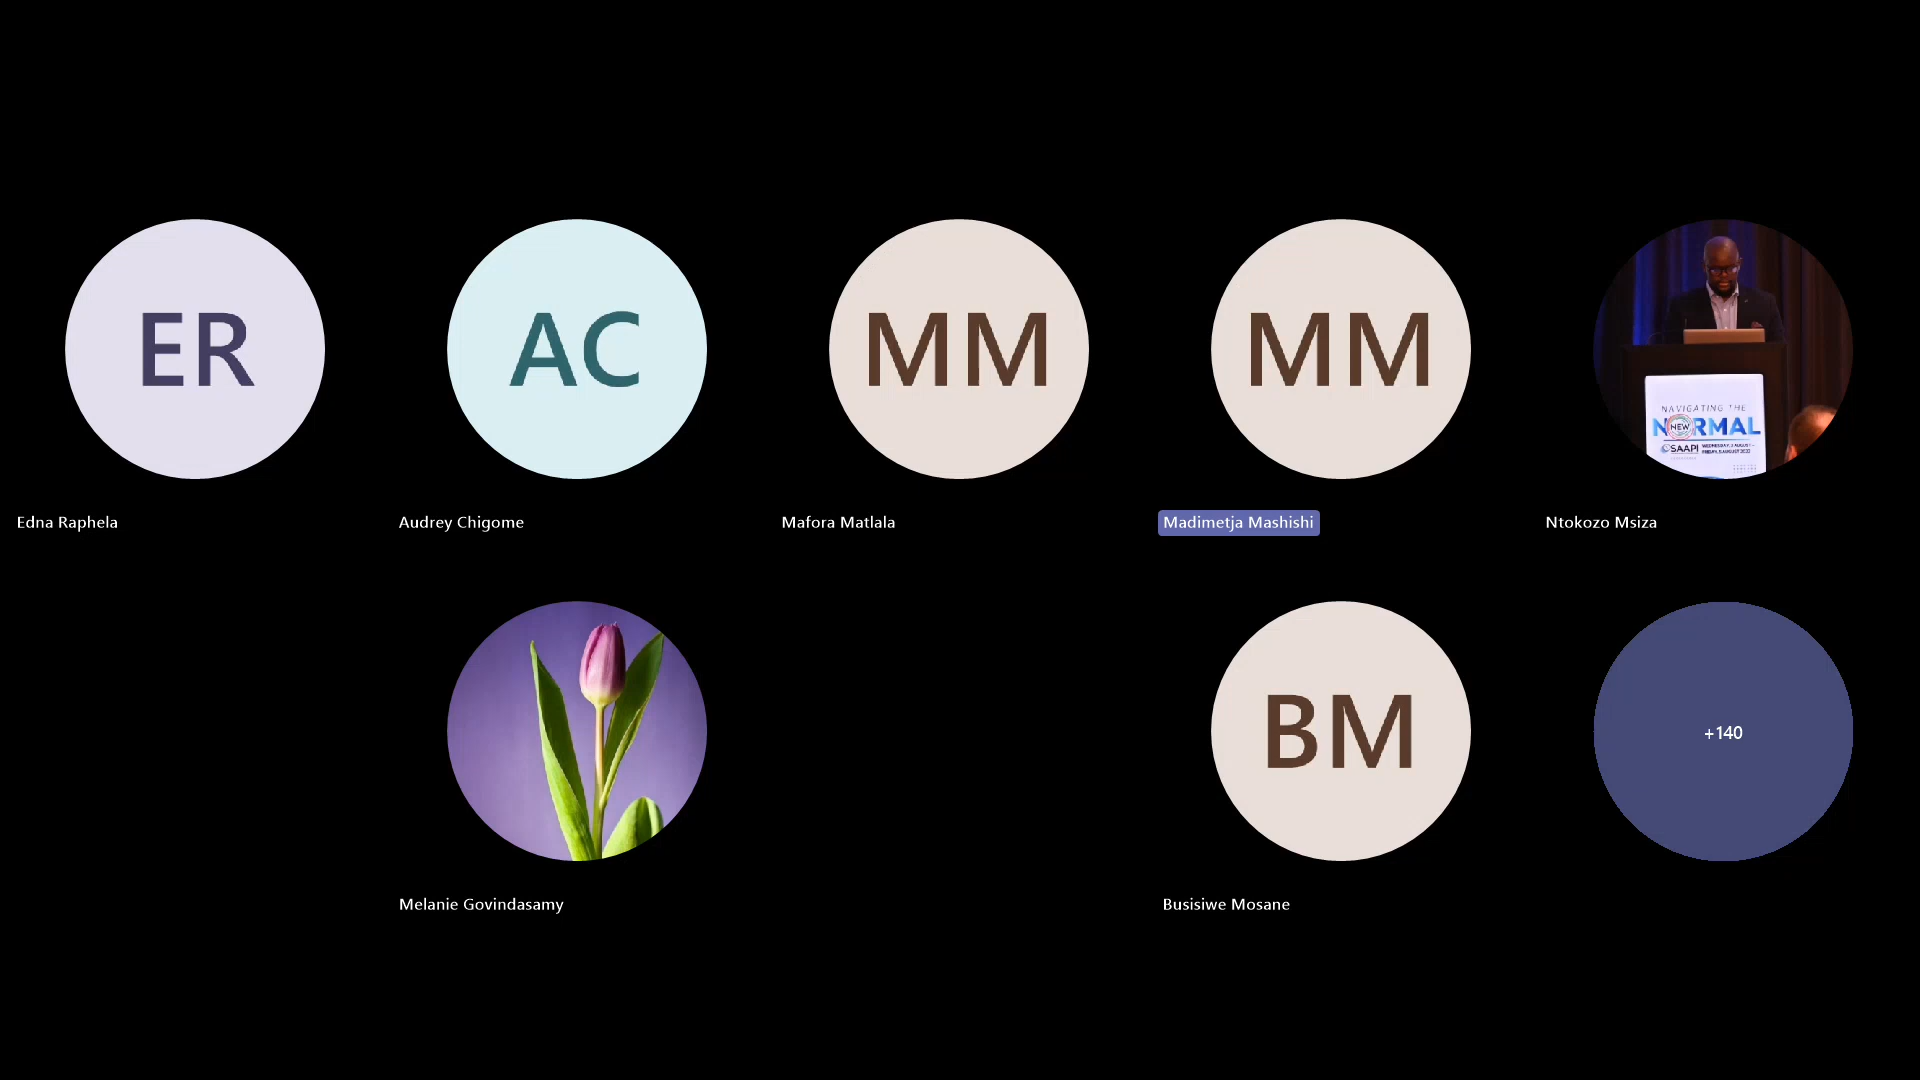 ER
AC
MM
MM
NAVIGATING THE
NEW
NORMAL
SAAPI
Edna Raphela
Audrey Chigome
Mafora Matlala
Madimetja Mashishi
Ntokozo Msiza
BM
+140
Melanie Govindasamy
Busisiwe Mosane